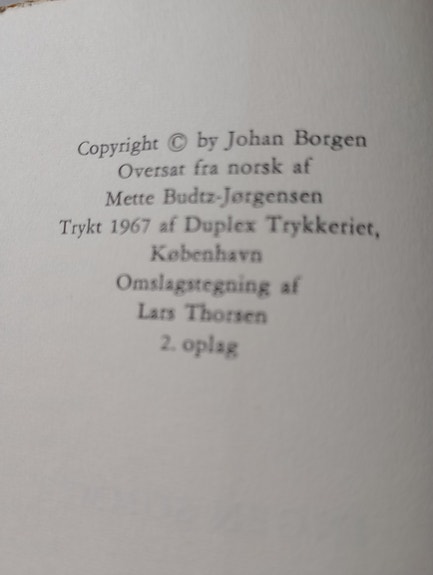 Copyright © by Johan Borgen
Oversat fra norsk af
Mette Budtz-Jørgensen
Trykt 1967 af Duplex Trykkeriet,
København
Omslagstegning af
Lars Thorsen
2. oplag